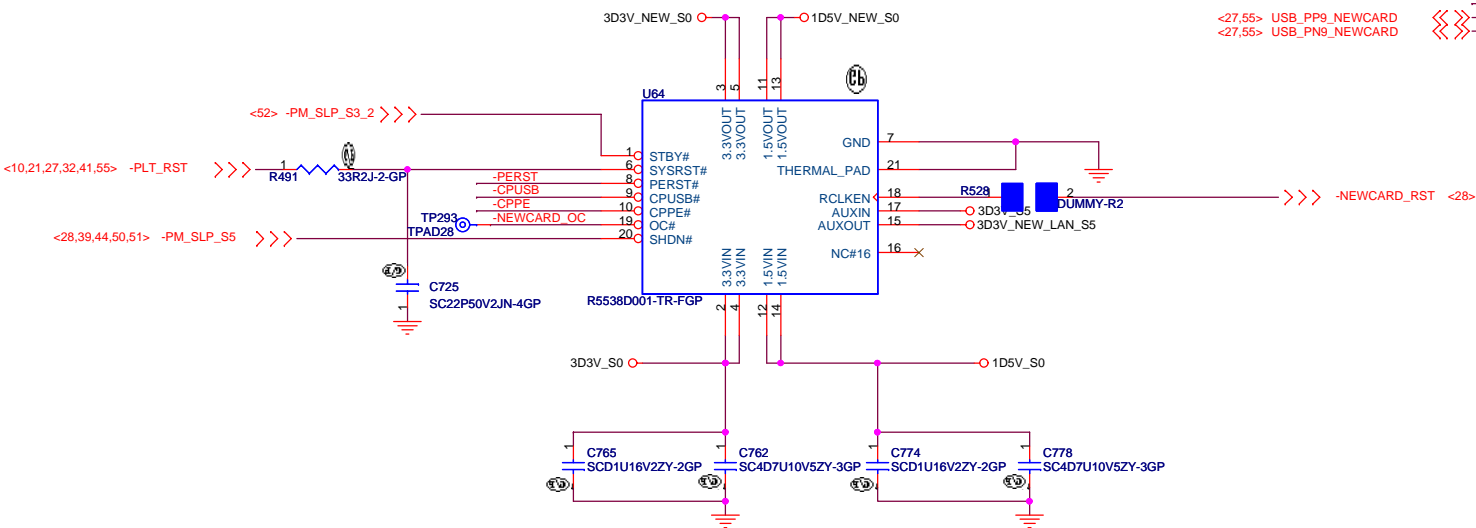 3D3V_NEW_S0
1D5V_NEW_S0
<27,55> USB_PP9_NEWCARD
<27,55> USB_PN9_NEWCARD
3
5
11
13
U64
<52> -PM_SLP_S3_2
3.3VOUT
3.3VOUT
1.5VOUT
1.5VOUT
GND
7
1
STBY#
<10,21,27,32,41,55> -PLT_RST
1
R491
33R2J-2-GP
6
SYSRST#
THERMAL_PAD
21
-PERST
8
PERST#
-CPUSB
9
CPUSB#
RCLKEN
18
R528
2
DUMMY-R2
-NEWCARD_RST <28>
-CPPE
10
CPPE#
AUXIN
17
3D3V_S5
TP293
TPAD28
-NEWCARD_OC
19
OC#
AUXOUT
15
3D3V_NEW_LAN_S5
<28,39,44,50,51> -PM_SLP_S5
20
SHDN#
NC#16
16
3.3VIN
3.3VIN
1.5VIN
1.5VIN
C725
SC22P50V2JN-4GP
1
R5538D001-TR-FGP
2
4
12
14
3D3V_S0
1D5V_S0
1
C765
SCD1U16V2ZY-2GP
1
C762
SC4D7U10V5ZY-3GP
1
C774
SCD1U16V2ZY-2GP
1
C778
SC4D7U10V5ZY-3GP